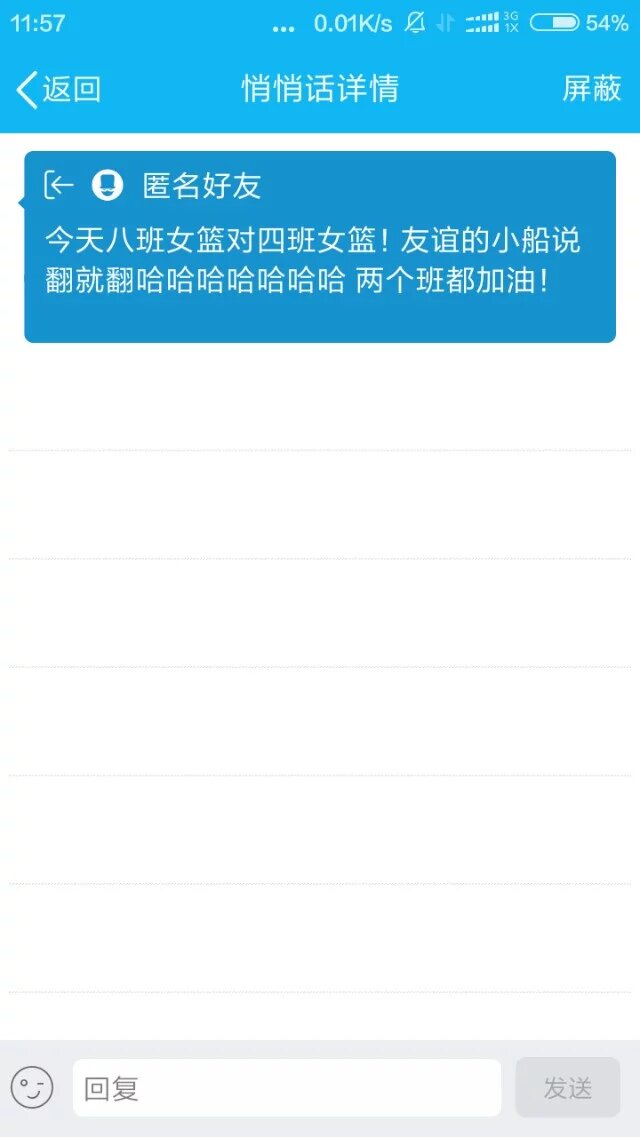 11:57 ... 0.01K/s 3G 1X 54%
返回 悄悄话详情 屏蔽
匿名好友
今天八班女篮对四班女篮！友谊的小船说
翻就翻哈哈哈哈哈哈哈 两个班都加油！
回复 发送